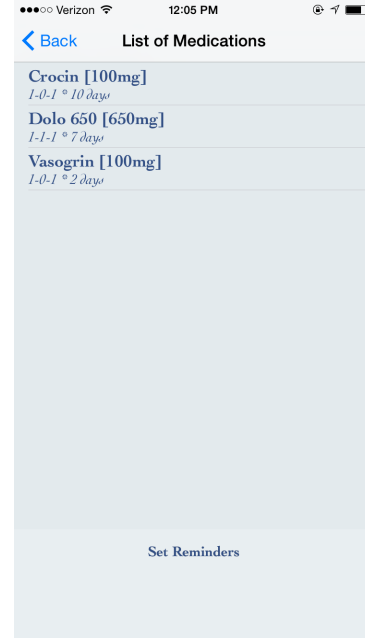 Verizon 12:05 PM
Back List of Medications
Crocin [100mg]
1-0-1 * 10 days
Dolo 650 [650mg]
1-1-1 * 7 days
Vasogrin [100mg]
1-0-1 * 2 days
Set Reminders